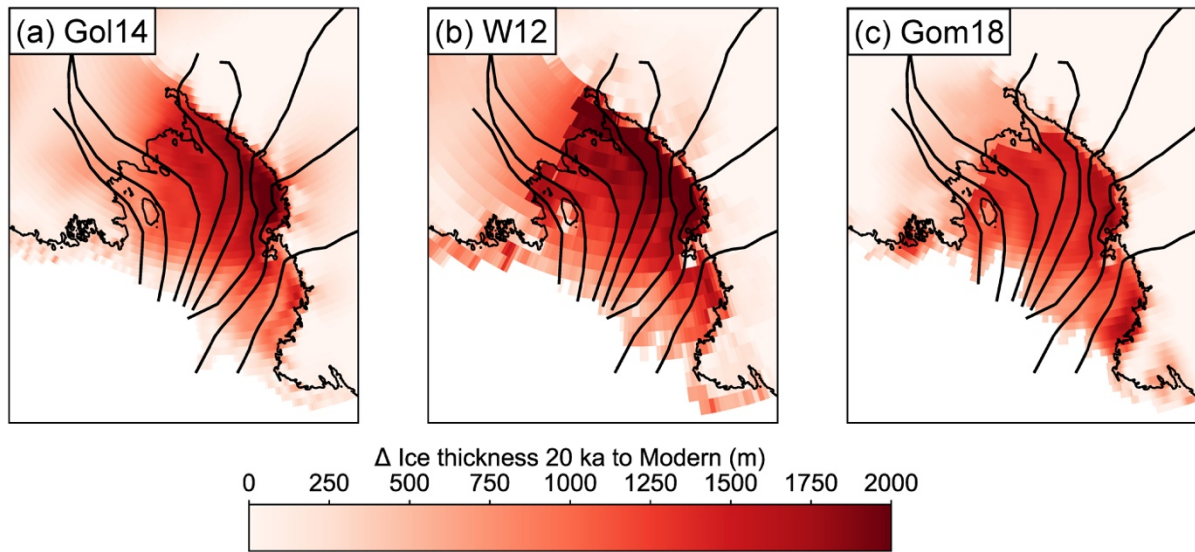 (a) Gol14
(b) W12
(c) Gom18
Δ Ice thickness 20 ka to Modern (m)
0 250 500 750 1000 1250 1500 1750 2000